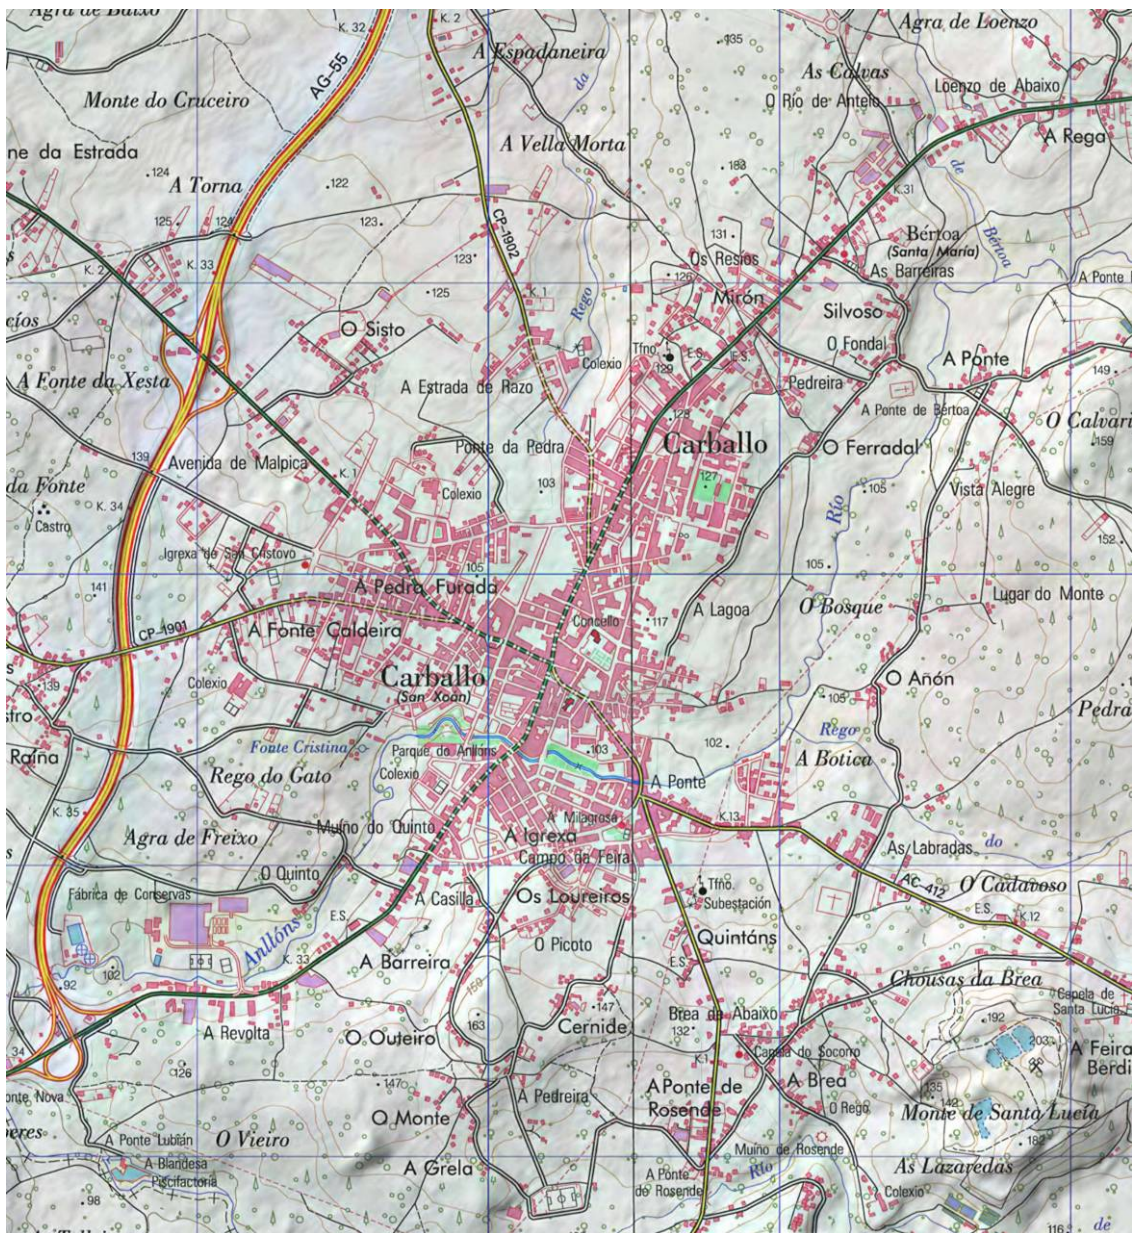 Agra de Baixo
K. 32
K. 2
A Espadaneira
135
Agra de Loenzo
AG-55
da
As Calvas
Loenzo de Abaixo
Monte do Cruceiro
O Río de Antelo
A Rega
ne da Estrada
A Vella Morta
124
A Torna
122
183
de
K.31
125
124
123
CP-1902
131
Bértoa
(Santa María)
Bértoa
K. 2
K. 33
123
Os Resios
126
As Barreiras
A Ponte
cíos
125
K. 1
Rego
Mirón
Silvoso
O Sisto
Tfno.
129
E.S.
E.S.
O Fondal
A Ponte
A Fonte da Xesta
A Estrada de Razo
Colexio
Pedreira
149
128
A Ponte de Bértoa
O Calvari
139
Avenida de Malpica
Ponte da Pedra
Carballo
O Ferradal
159
K. 1
da Fonte
K. 34
Castro
Colexio
103
127
105
Río
Vista Alegre
152
Igrexa de San Cristovo
141
A Pedra Furada
105
105
Lugar do Monte
CP-1901
A Fonte Caldeira
Concello
117
A Lagoa
O Bosque
139
Colexio
Carballo
(San Xoán)
105
O Añón
stro
Pedra
Raíña
Fonte Cristina
Parque do Anllóns
103
102
Rego
Rego do Gato
Colexio
A Ponte
A Bótica
K. 35
Agra de Freixo
Muíño do Quinto
A Milagrosa
A Igrexa
K.13
As Labradas
do
Campo da Feira
O Quinto
AC-412
O Cadavoso
Fábrica de Conservas
A Casilla
Os Loureiros
Tfno.
Subestación
E.S.
K.12
E.S.
Anllóns
O Picoto
Quintáns
K. 33
A Barreira
102
92
159
E.S.
Chousas da Brea
147
Brea de Abaixo
Capela de
Santa Lucía
A Revolta
163
Cernide
132
192
34
O Outeiro
K.1
Capela do Socorro
203
A Feira
Berdi
126
147
A Pedreira
A Ponte de
Rosende
A Brea
135
142
onte Nova
O Monte
O Rego
Monte de Santa Lucía
eres
A Ponte Lubián
O Vieiro
Muíño de Rosende
182
A Blandesa
Piscifactoría
A Grela
A Ponte
de Rosende
Río
As Lazavedas
Colexio
98
116
de